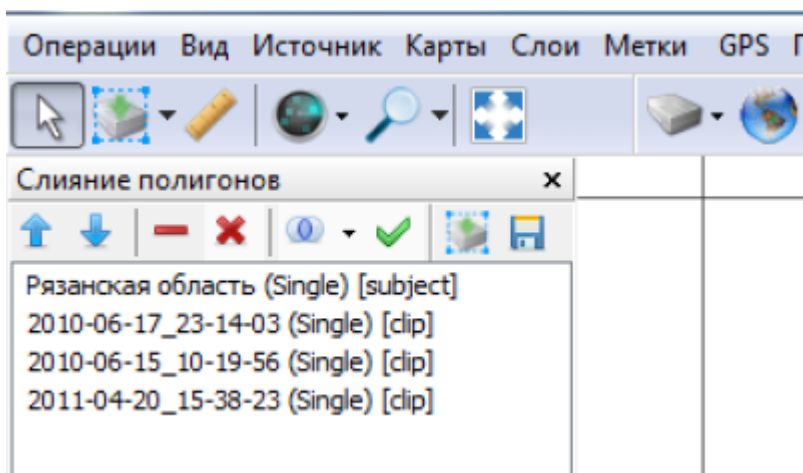 Операции Вид Источник Карты Слои Метки GPS
Слияние полигонов
Рязанская область (Single) [subject]
2010-06-17_23-14-03 (Single) [clip]
2010-06-15_10-19-56 (Single) [clip]
2011-04-20_15-38-23 (Single) [clip]